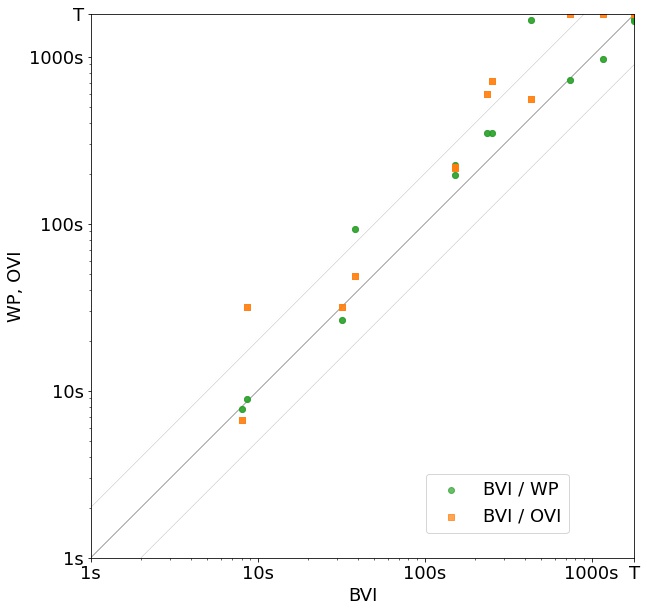 T
1000s
100s
10s
1s
WP, OVI
BVI / WP
BVI / OVI
1s 10s 100s 1000s T
BVI